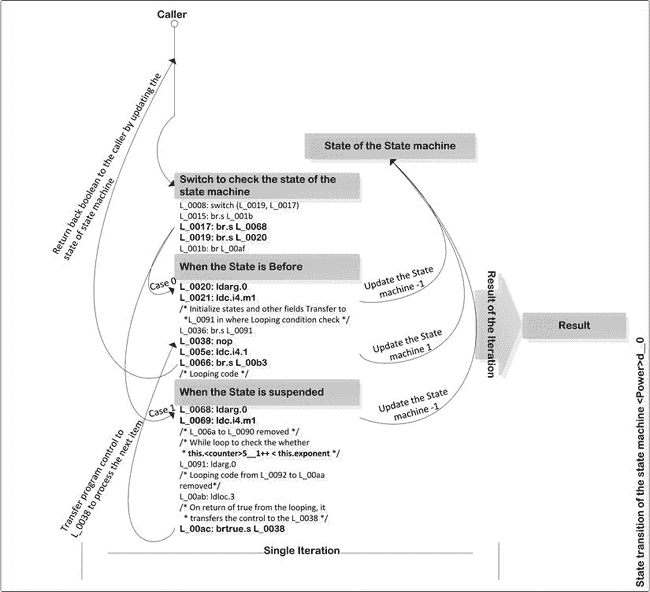 Caller
Return back boolean to the caller by updating the
state of state machine
State of the State machine
Switch to check the state of the
state machine
L_0008: switch (L_0019, L_0017)
L_0015: br.s L_001b
L_0017: br.s L_0068
L_0019: br.s L_0020
L_001b: br L_00af
When the State is Before
Case 0
L_0020: ldarg.0
L_0021: ldc.i4.m1
/* Initialize states and other fields Transfer to
*L_0091 in where Looping condition check */
L_0036: br.s L_0091
L_0038: nop
L_005e: ldc.i4.1
L_0066: br.s L_00b3
/* Looping code */
Update the State
machine -1
Update the State
machine 1
When the State is suspended
Case 1
L_0068: ldarg.0
L_0069: ldc.i4.m1
/* L_006a to L_0090 removed */
/* While loop to check the whether
* this.<counter>5__1++ < this.exponent */
L_0091: ldarg.0
/* Looping code from L_0092 to L_00aa
removed*/
L_00ab: ldloc.3
/* On return of true from the looping, it
* transfers the control to the L_0038 */
L_00ac: brtrue.s L_0038
Update the State
machine -1
Transfer program control to
L_0038 to process the next item
Single Iteration
Result of the Iteration
Result
State transition of the state machine <Power>d__0